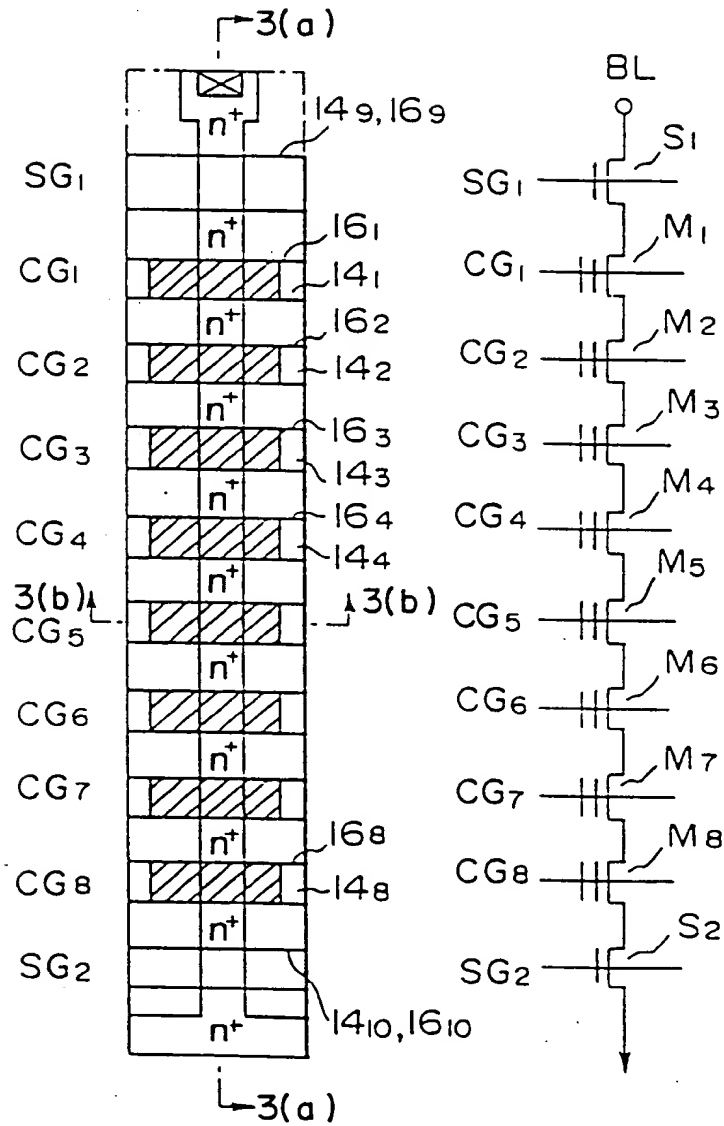 3(a)
BL
n+
14₉,16₉
S₁
SG₁
SG₁
n+
16₁
M₁
CG₁
14₁
CG₁
n+
16₂
M₂
CG₂
14₂
CG₂
n+
16₃
M₃
CG₃
14₃
CG₃
n+
16₄
M₄
CG₄
14₄
CG₄
n+
M₅
3(b)
3(b)
CG₅
CG₅
n+
M₆
CG₆
CG₆
n+
M₇
CG₇
CG₇
n+
16₈
M₈
CG₈
14₈
CG₈
n+
S₂
SG₂
SG₂
14₁₀,16₁₀
n+
3(a)